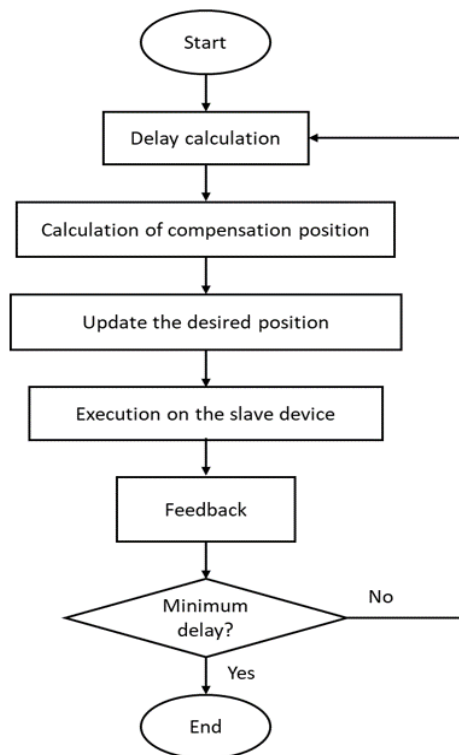 Start
Delay calculation
Calculation of compensation position
Update the desired position
Execution on the slave device
Feedback
Minimum
delay?
No
Yes
End